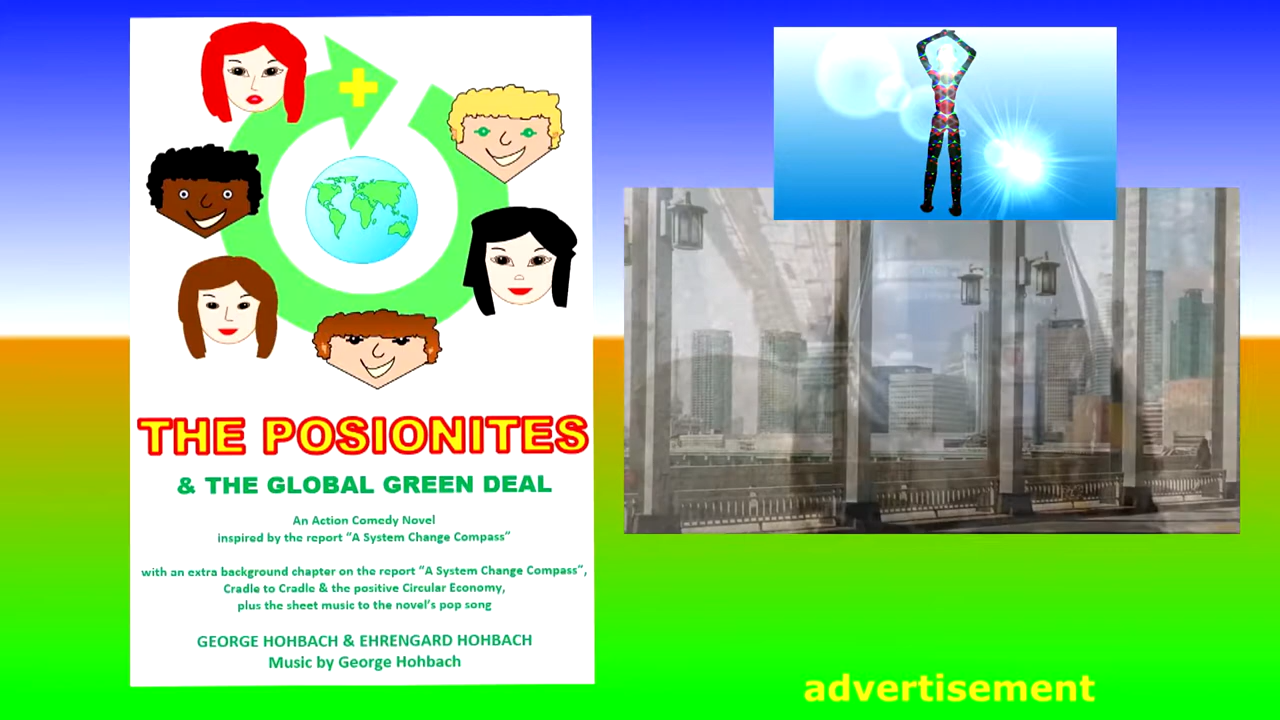 THE POSIONITES
& THE GLOBAL GREEN DEAL
An Action Comedy Novel
inspired by the report “A System Change Compass”
with an extra background chapter on the report “A System Change Compass”,
Cradle to Cradle & the positive Circular Economy,
plus the sheet music to the novel’s pop song
GEORGE HOHBACH & EHRENGARD HOHBACH
Music by George Hohbach
advertisement